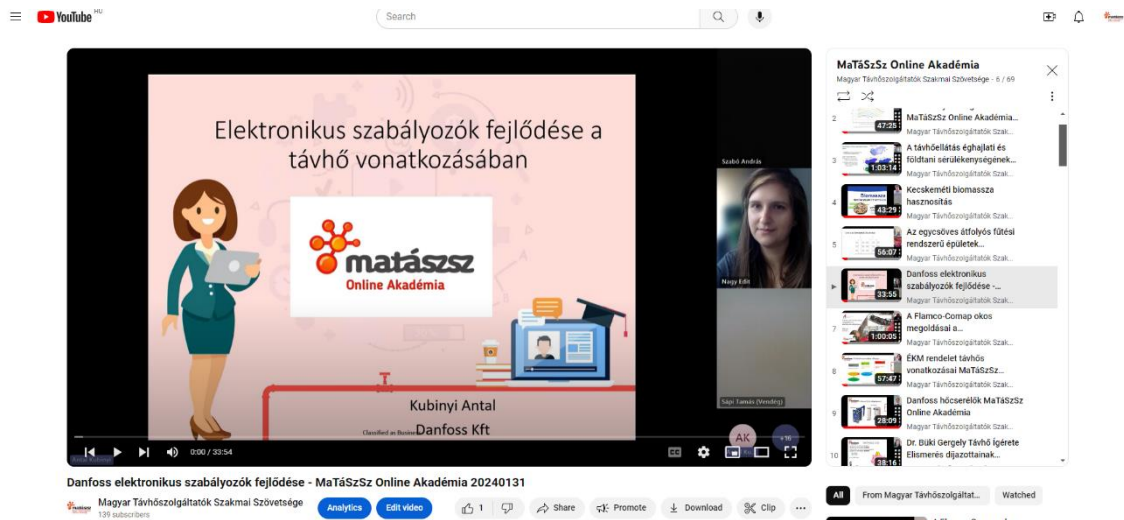 YouTube HU
Search
Elektronikus szabályozók fejlődése a
távhő vonatkozásában
matászsz
Online Akadémia
Kubinyi Antal
Danfoss Kft
Classified as Business
Szabó András
Nagy Edit
Sápi Tamás (Vendég)
AK
+16
0:00 / 33:54
Danfoss elektronikus szabályozók fejlődése - MaTáSzSz Online Akadémia 20240131
Magyar Távhőszolgáltatók Szakmai Szövetsége
139 subscribers
Analytics
Edit video
1
Share
Promote
Download
Clip
MaTáSzSz Online Akadémia
Magyar Távhőszolgáltatók Szakmai Szövetsége - 6 / 69
2
47:25
MaTáSzSz Online Akadémia...
Magyar Távhőszolgáltatók Szak...
3
1:03:14
A távhőellátás éghajlati és
földtani sérülékenységének...
Magyar Távhőszolgáltatók Szak...
4
43:29
Kecskeméti biomassza
hasznosítás
Magyar Távhőszolgáltatók Szak...
5
56:07
Az egycsöves átfolyós fűtési
rendszerű épületek...
Magyar Távhőszolgáltatók Szak...
33:55
Danfoss elektronikus
szabályozók fejlődése -...
Magyar Távhőszolgáltatók Szak...
7
1:00:05
A Flamco-Comap okos
megoldásai a...
Magyar Távhőszolgáltatók Szak...
8
57:47
ÉKM rendelet távhős
vonatkozásai MaTáSzSz...
Magyar Távhőszolgáltatók Szak...
9
28:09
Danfoss hőcserélők MaTáSzSz
Online Akadémia
Magyar Távhőszolgáltatók Szak...
10
38:16
Dr. Büki Gergely Távhő Ígérete
Elismerés díjazottainak...
All
From Magyar Távhőszolgáltat...
Watched